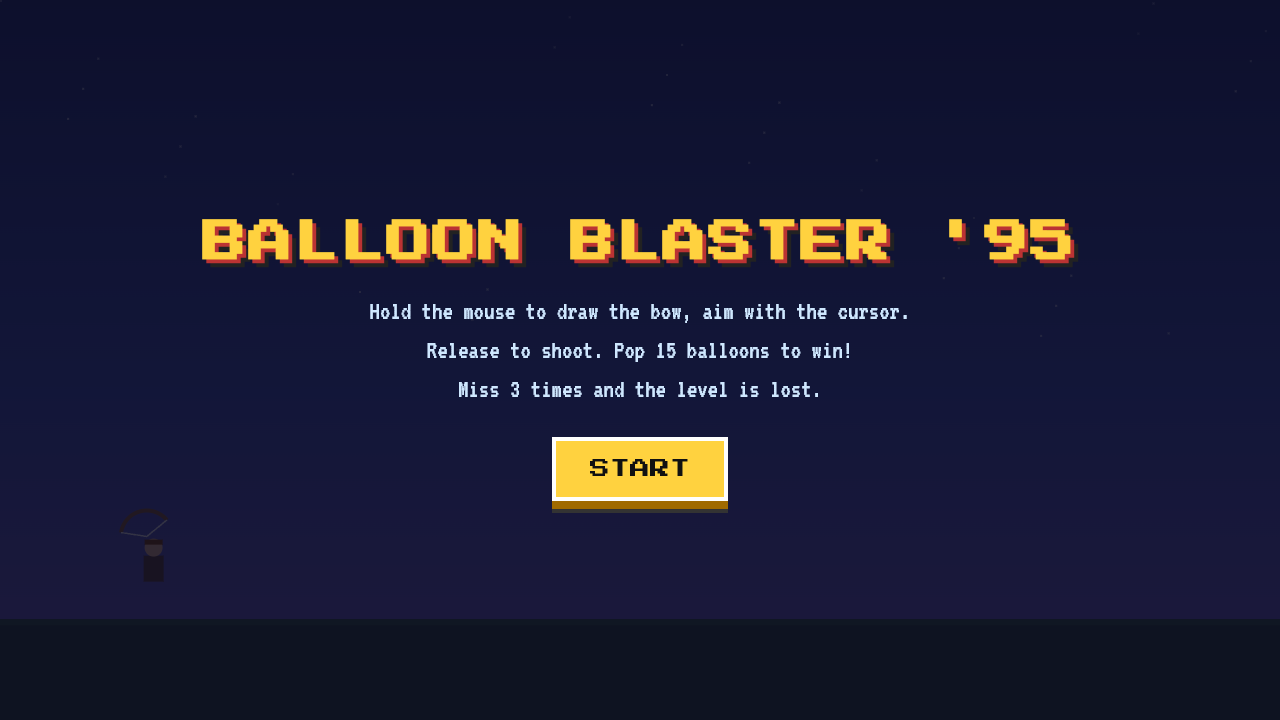 BALLOON BLASTER '95
Hold the mouse to draw the bow, aim with the cursor.
Release to shoot. Pop 15 balloons to win!
Miss 3 times and the level is lost.
START